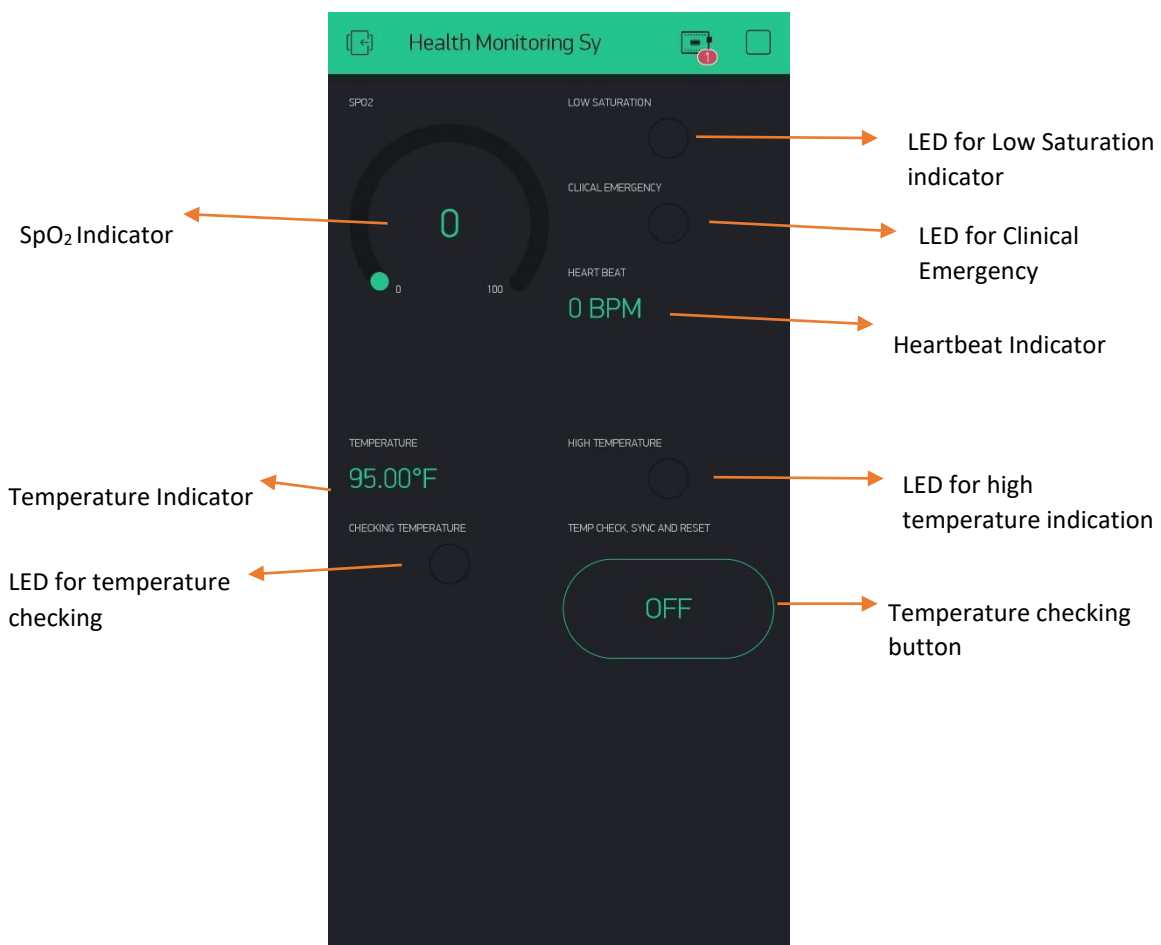 Health Monitoring Sy
1
SPO2
LOW SATURATION
LED for Low Saturation
indicator
CLIICAL EMERGENCY
SpO₂ Indicator
0
LED for Clinical
Emergency
0
100
HEART BEAT
0 BPM
Heartbeat Indicator
TEMPERATURE
HIGH TEMPERATURE
95.00°F
Temperature Indicator
LED for high
temperature indication
CHECKING TEMPERATURE
TEMP CHECK, SYNC AND RESET
LED for temperature
checking
OFF
Temperature checking
button